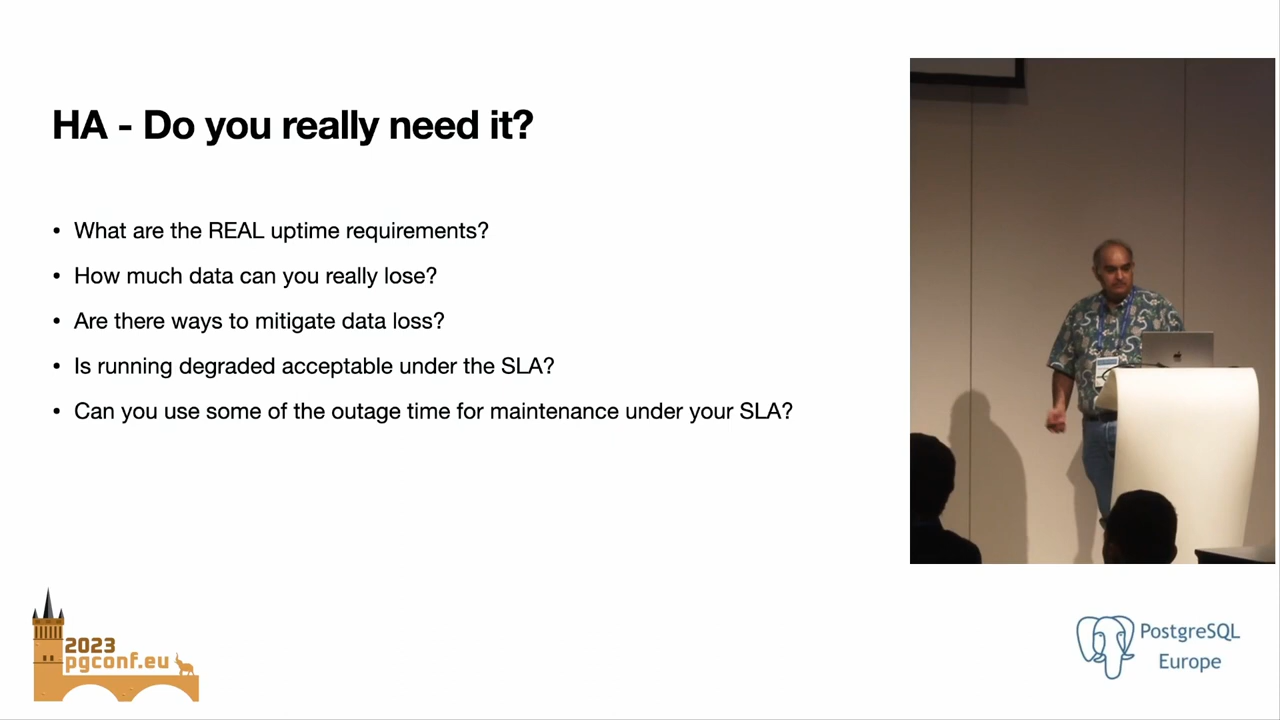 HA - Do you really need it?
• What are the REAL uptime requirements?
• How much data can you really lose?
• Are there ways to mitigate data loss?
• Is running degraded acceptable under the SLA?
• Can you use some of the outage time for maintenance under your SLA?
2023
pgconf.eu
PostgreSQL
Europe